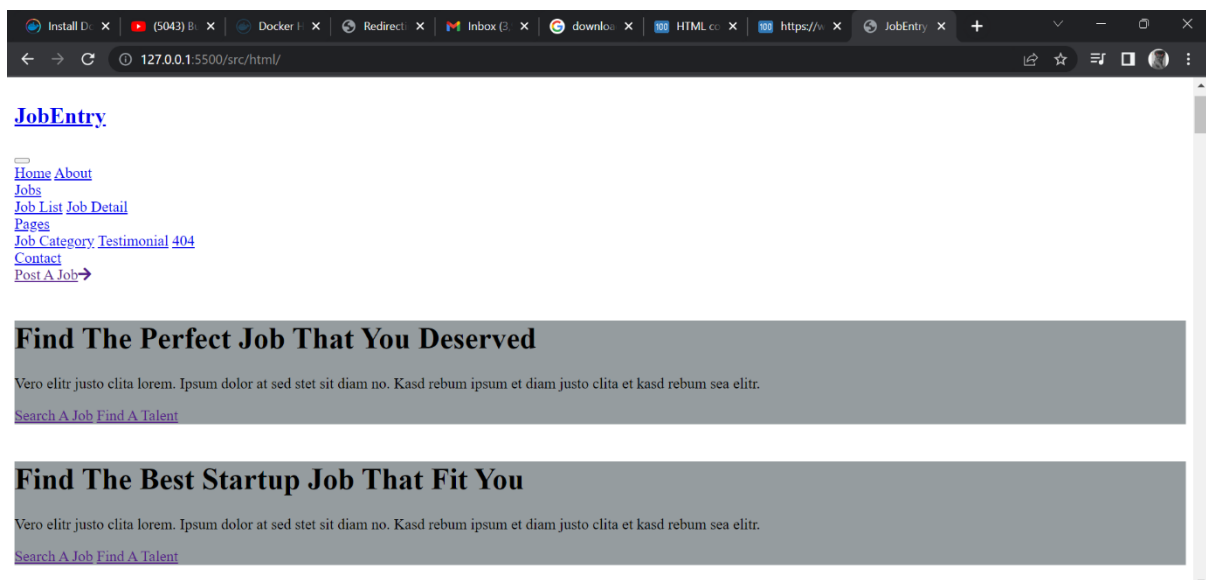 Install Do (5043) Bu Docker H Redirecti Inbox (3, downloa HTML co https://w JobEntry
127.0.0.1:5500/src/html/
JobEntry
Home About
Jobs
Job List Job Detail
Pages
Job Category Testimonial 404
Contact
Post A Job
Find The Perfect Job That You Deserved
Vero elitr justo clita lorem. Ipsum dolor at sed stet sit diam no. Kasd rebum ipsum et diam justo clita et kasd rebum sea elitr.
Search A Job Find A Talent
Find The Best Startup Job That Fit You
Vero elitr justo clita lorem. Ipsum dolor at sed stet sit diam no. Kasd rebum ipsum et diam justo clita et kasd rebum sea elitr.
Search A Job Find A Talent